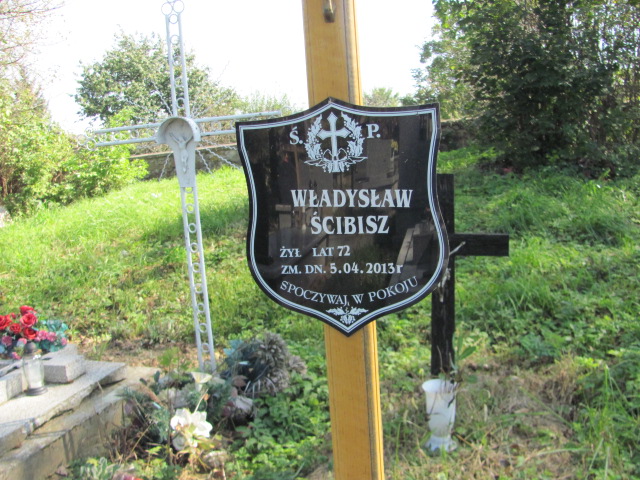 Ś. P.
WŁADYSŁAW
ŚCIBISZ
ŻYŁ LAT 72
ZM. DN. 5.04.2013r
SPOCZYWAJ W POKOJU